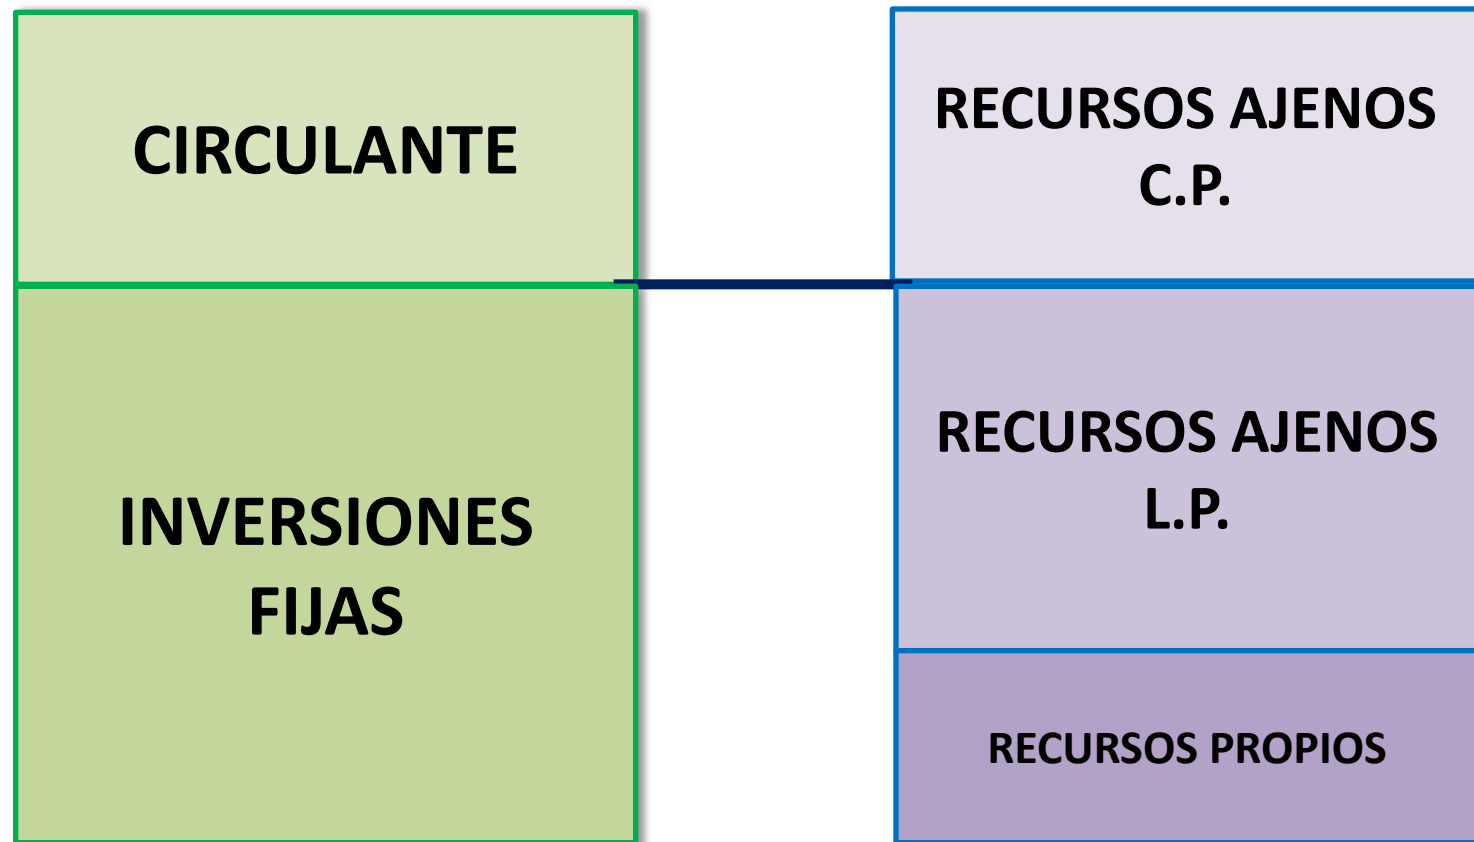 CIRCULANTE
INVERSIONES
FIJAS
RECURSOS AJENOS
C.P.
RECURSOS AJENOS
L.P.
RECURSOS PROPIOS